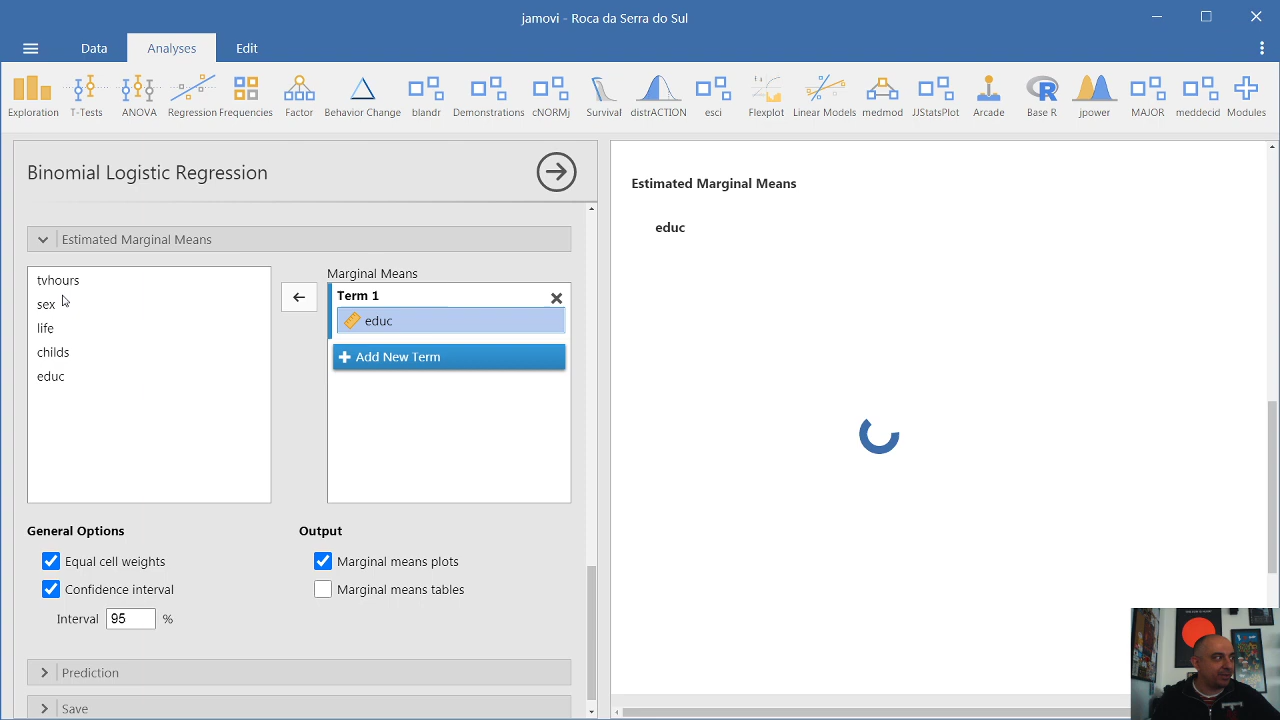 jamovi - Roca da Serra do Sul
Data
Analyses
Edit
Exploration
T-Tests
ANOVA
Regression
Frequencies
Factor
Behavior Change
blandr
Demonstrations
cNORMj
Survival
distrACTION
esci
Flexplot
Linear Models
medmod
JJStatsPlot
Arcade
Base R
jpower
MAJOR
meddecid
Modules
Binomial Logistic Regression
Estimated Marginal Means
tvhours
sex
life
childs
educ
Marginal Means
Term 1
educ
Add New Term
General Options
Equal cell weights
Confidence interval
Interval 95 %
Output
Marginal means plots
Marginal means tables
Prediction
Save
Estimated Marginal Means
educ